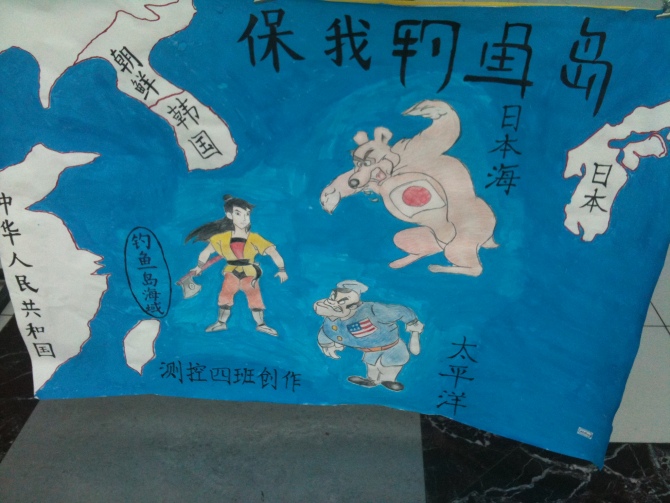 保我钓鱼岛
朝鲜
韩国
日本海
日本
中华人民共和国
钓鱼岛海域
太平洋
测控四班创作